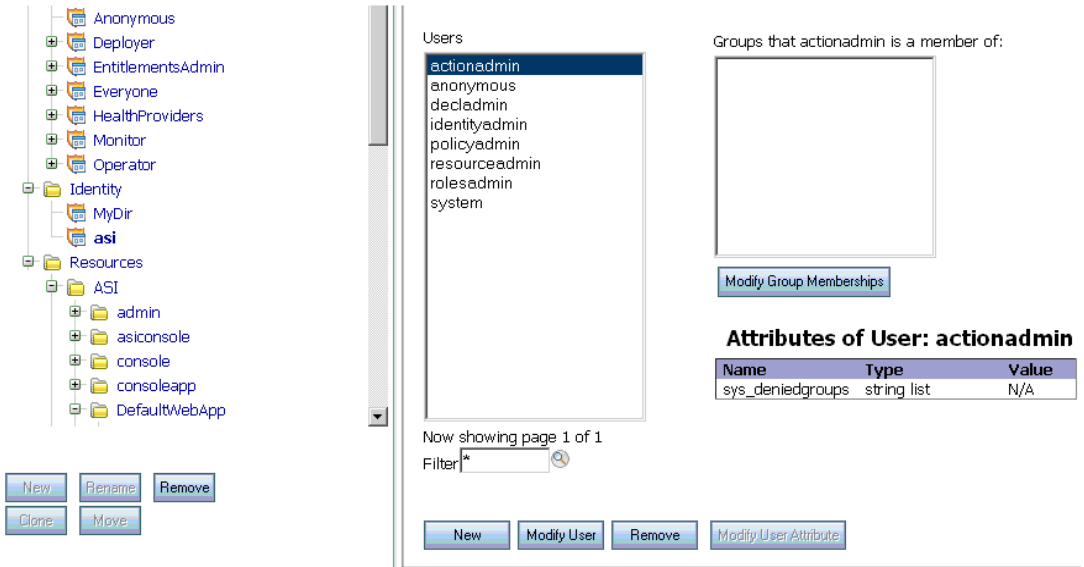 Anonymous
Deployer
EntitlementsAdmin
Everyone
HealthProviders
Monitor
Operator
Identity
MyDir
asi
Resources
ASI
admin
asiconsole
console
consoleapp
DefaultWebApp
New Rename Remove
Clone Move
Users
actionadmin
anonymous
decladmin
identityadmin
policyadmin
resourceadmin
rolesadmin
system
Now showing page 1 of 1
Filter *
New Modify User Remove Modify User Attribute
Groups that actionadmin is a member of:
Modify Group Memberships
Attributes of User: actionadmin
Name Type Value
sys_deniedgroups string list N/A